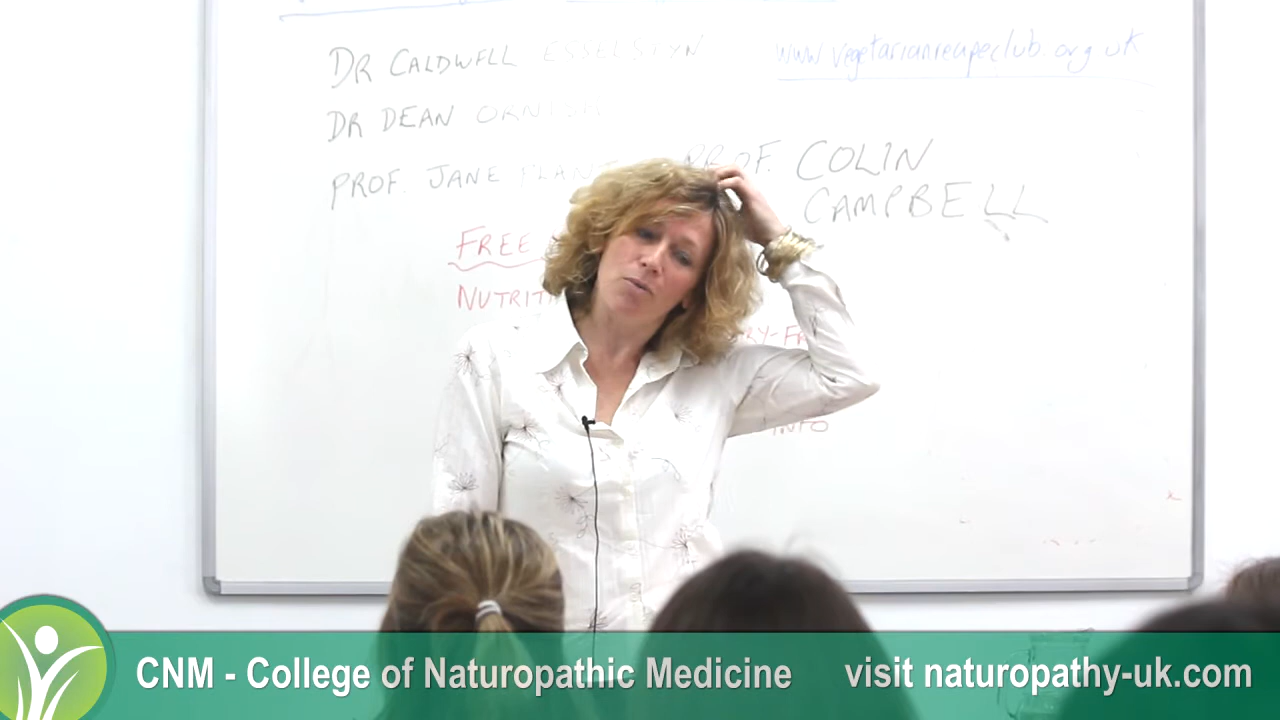 DR CALDWELL ESSELSTYN
www.vegetarianrecipeclub.org.uk
DR DEAN ORNISH
PROF. JANE PLANT
PROF. COLIN
CAMPBELL
FREE
INFO
CNM - College of Naturopathic Medicine
visit naturopathy-uk.com